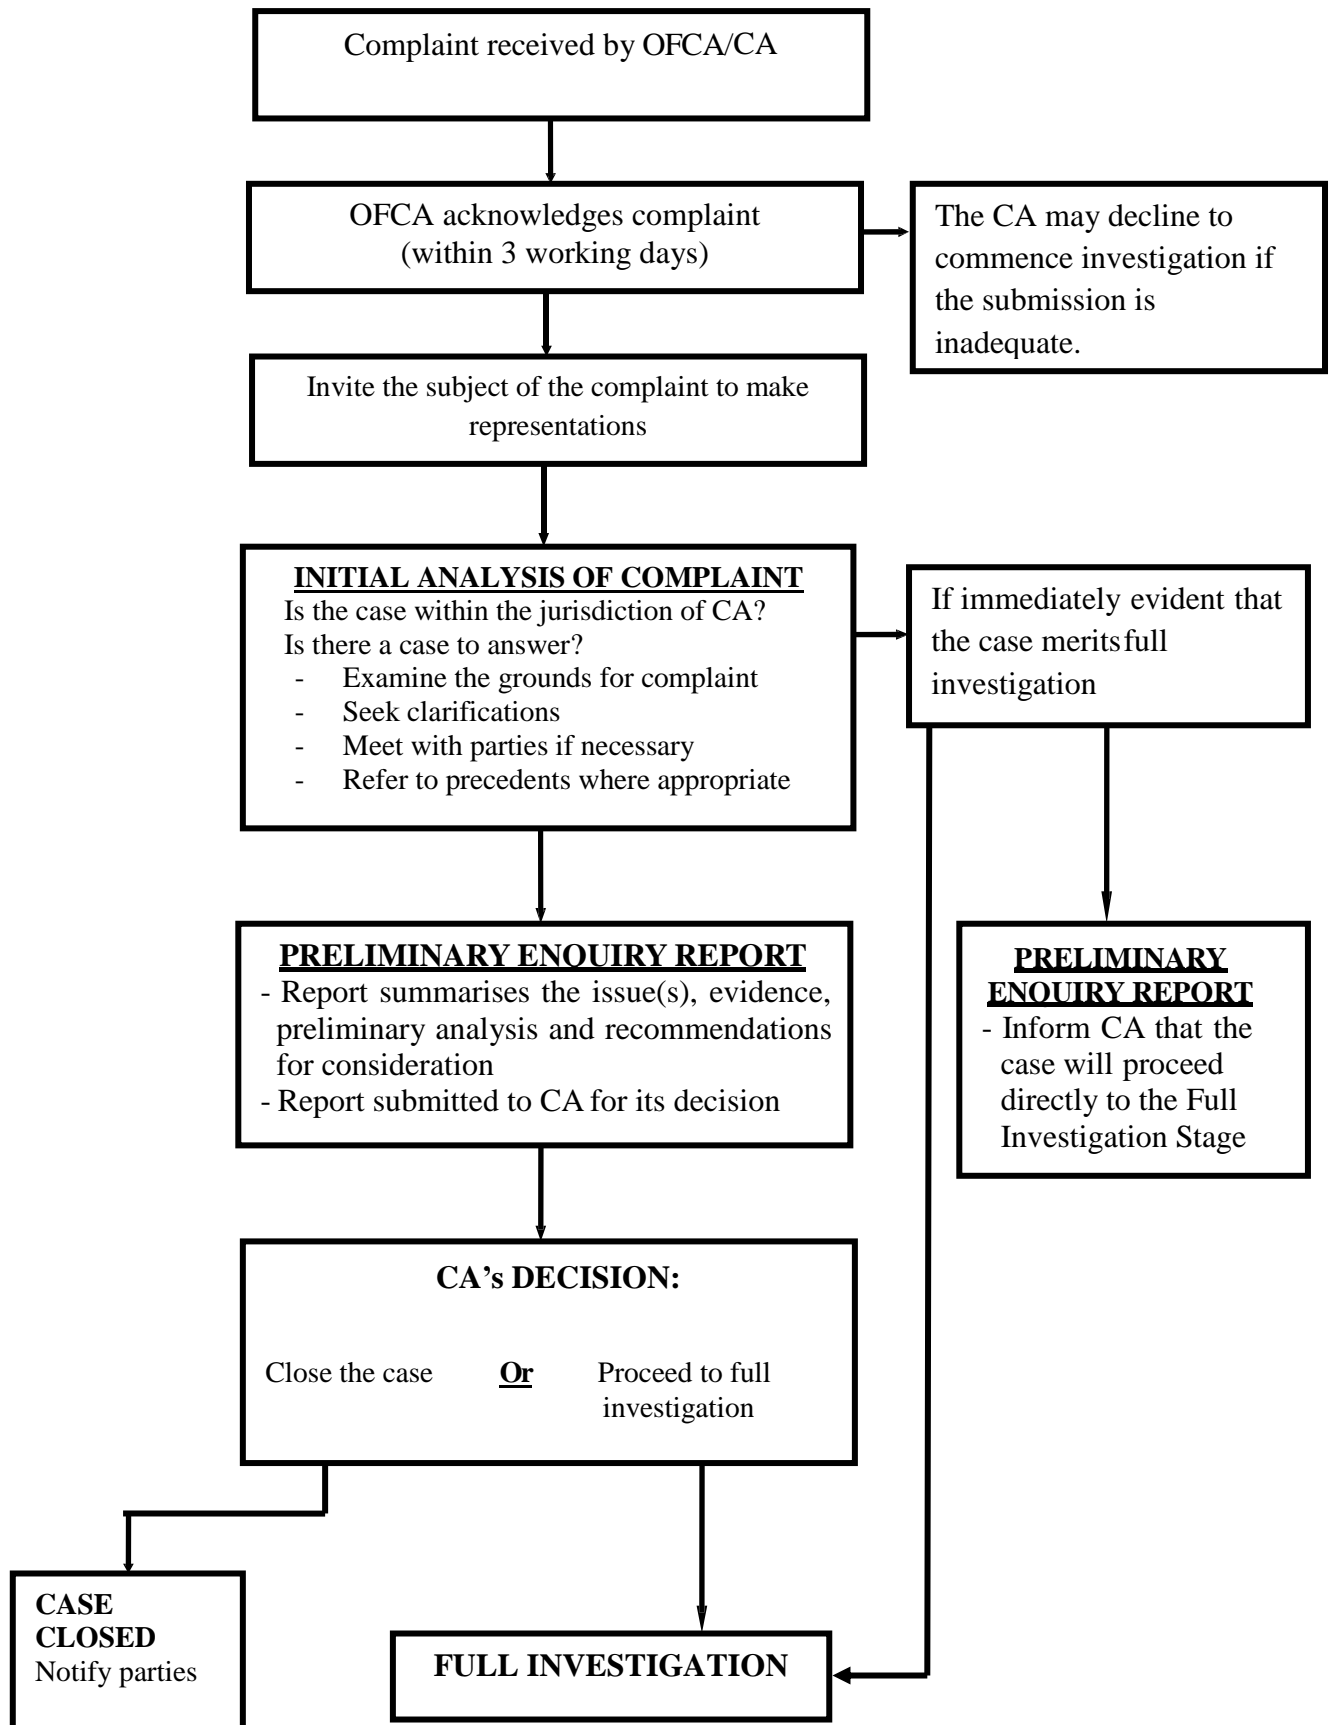 Complaint received by OFCA/CA
OFCA acknowledges complaint
(within 3 working days)
The CA may decline to
commence investigation if
the submission is
inadequate.
Invite the subject of the complaint to make
representations
INITIAL ANALYSIS OF COMPLAINT
Is the case within the jurisdiction of CA?
Is there a case to answer?
- Examine the grounds for complaint
- Seek clarifications
- Meet with parties if necessary
- Refer to precedents where appropriate
If immediately evident that
the case merits full
investigation
PRELIMINARY ENQUIRY REPORT
- Report summarises the issue(s), evidence,
preliminary analysis and recommendations
for consideration
- Report submitted to CA for its decision
PRELIMINARY
ENQUIRY REPORT
- Inform CA that the
case will proceed
directly to the Full
Investigation Stage
CA's DECISION:
Close the case Or Proceed to full
investigation
CASE
CLOSED
Notify parties
FULL INVESTIGATION